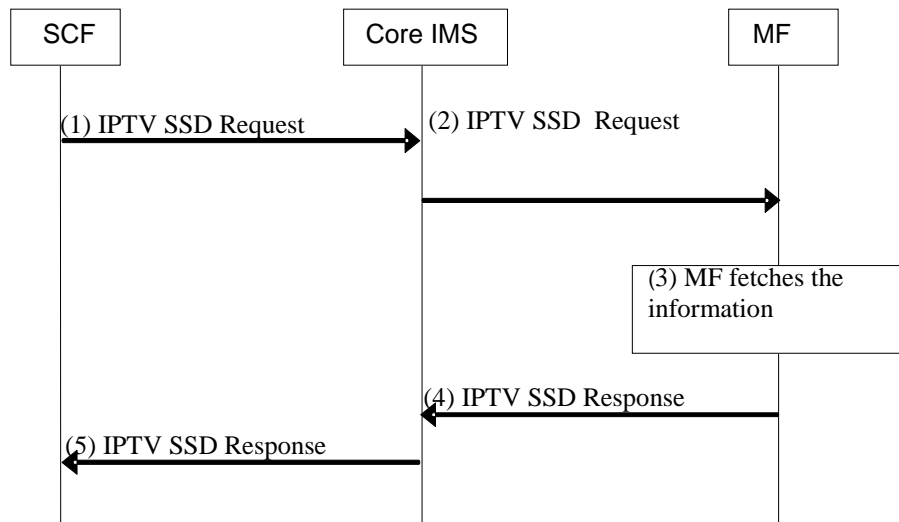 SCF
Core IMS
MF
(1) IPTV SSD Request
(2) IPTV SSD Request
(3) MF fetches the
information
(4) IPTV SSD Response
(5) IPTV SSD Response